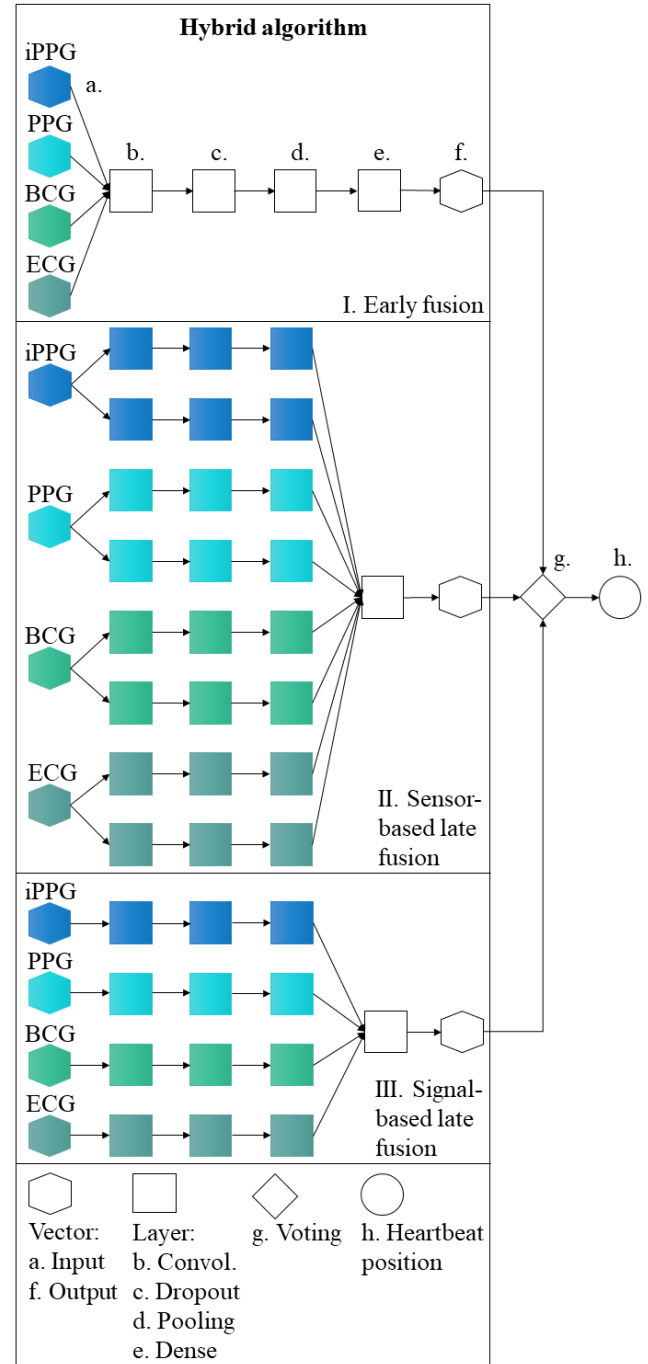 Hybrid algorithm
iPPG
a.
PPG
b.
c.
d.
e.
f.
BCG
ECG
I. Early fusion
iPPG
PPG
g.
h.
BCG
ECG
II. Sensor-
based late
fusion
iPPG
PPG
BCG
ECG
III. Signal-
based late
fusion
Vector:
a. Input
f. Output
Layer:
b. Convol.
c. Dropout
d. Pooling
e. Dense
g. Voting
h. Heartbeat
position